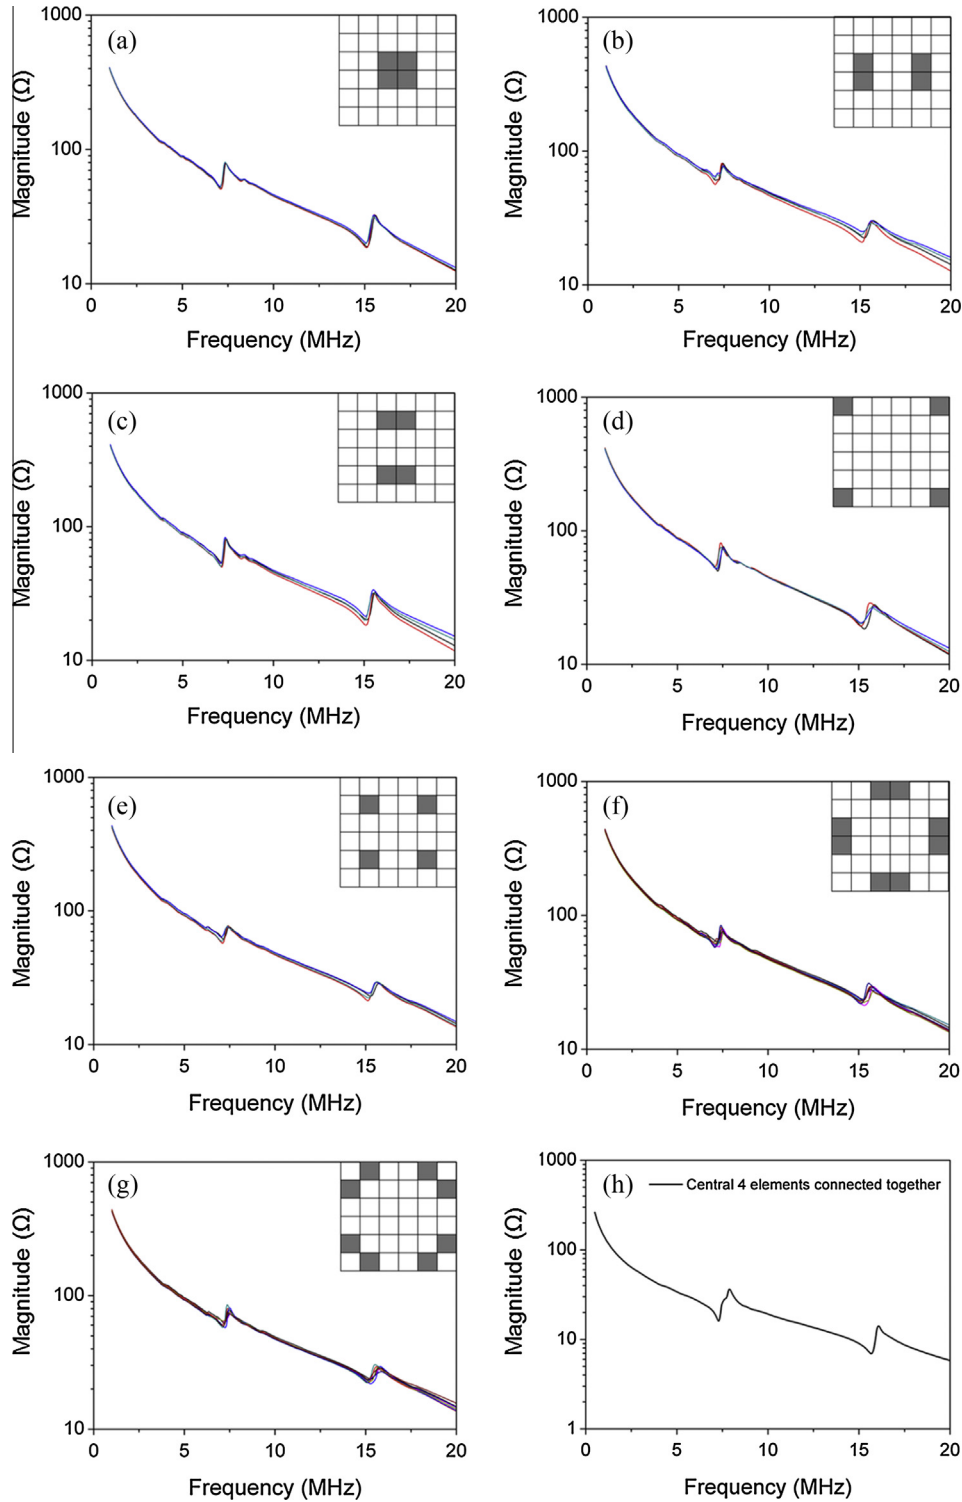 (a)
Magnitude (Ω)
1000
100
10
0 5 10 15 20
Frequency (MHz)
(b)
Magnitude (Ω)
1000
100
10
0 5 10 15 20
Frequency (MHz)
(c)
Magnitude (Ω)
1000
100
10
0 5 10 15 20
Frequency (MHz)
(d)
Magnitude (Ω)
1000
100
10
0 5 10 15 20
Frequency (MHz)
(e)
Magnitude (Ω)
1000
100
10
0 5 10 15 20
Frequency (MHz)
(f)
Magnitude (Ω)
1000
100
10
0 5 10 15 20
Frequency (MHz)
(g)
Magnitude (Ω)
1000
100
10
0 5 10 15 20
Frequency (MHz)
(h)
Central 4 elements connected together
Magnitude (Ω)
1000
100
10
1
0 5 10 15 20
Frequency (MHz)